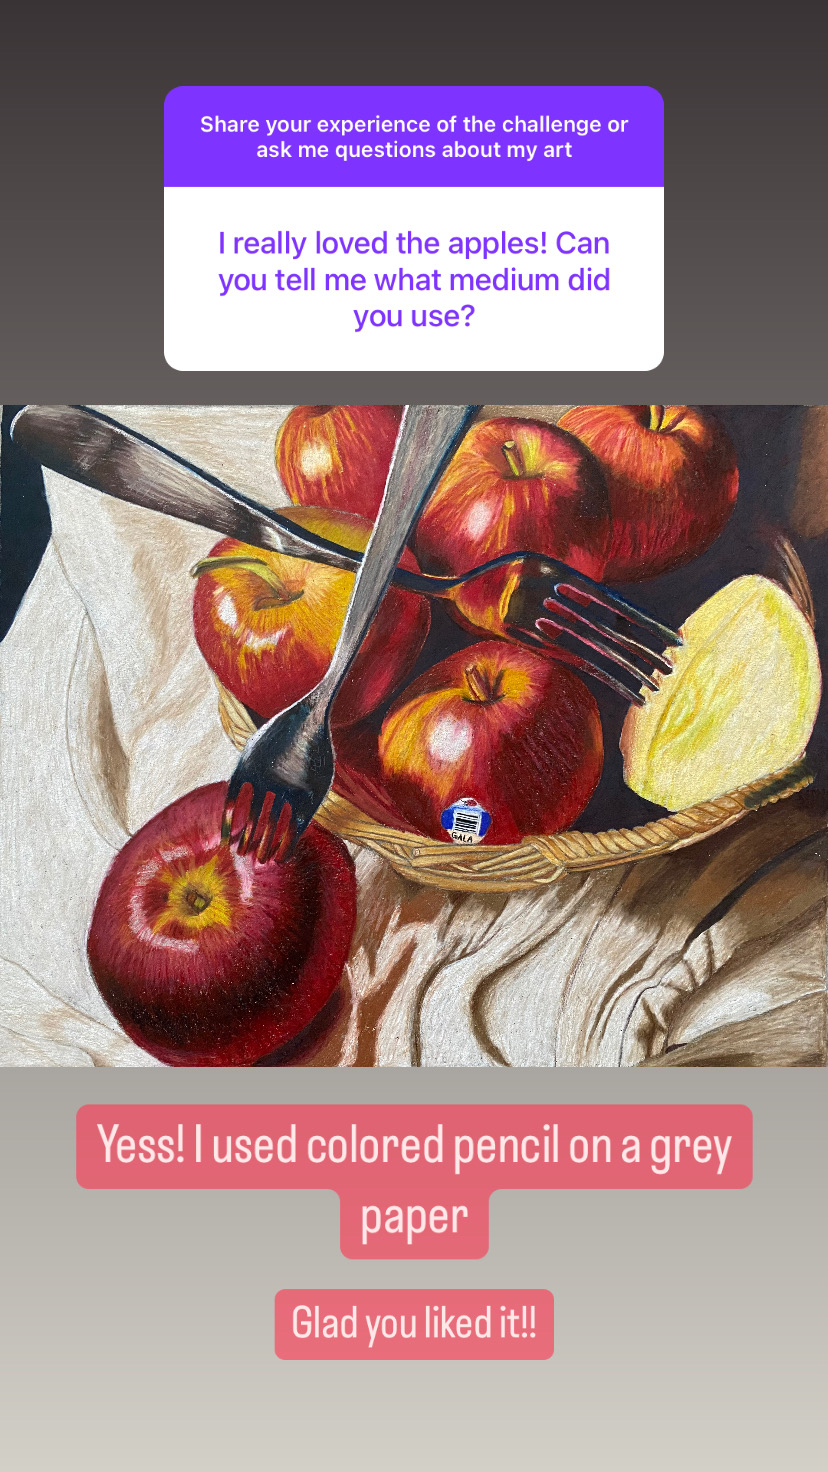 Share your experience of the challenge or
ask me questions about my art
I really loved the apples! Can
you tell me what medium did
you use?
GALA
Yess! I used colored pencil on a grey
paper
Glad you liked it!!